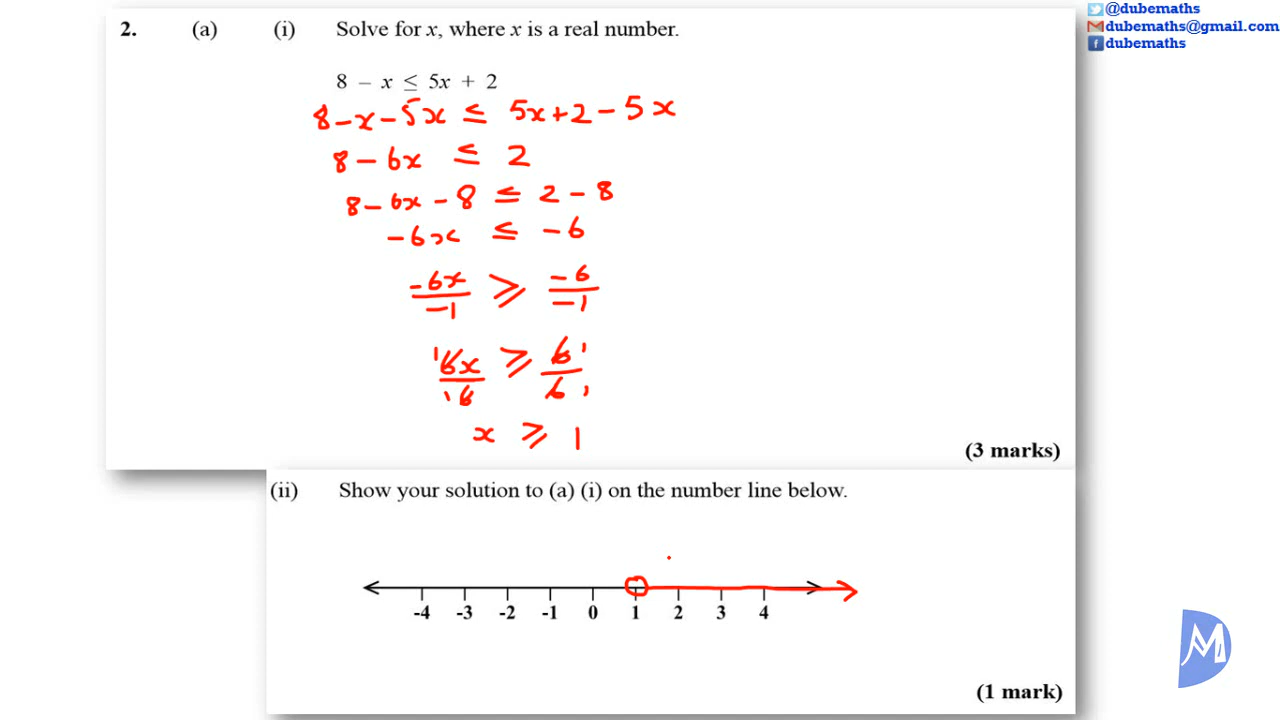 @dubemaths
dubemaths@gmail.com
dubemaths
2. (a) (i) Solve for x, where x is a real number.
8 − x ≤ 5x + 2
8-x-5x ≤ 5x+2-5x
8-6x ≤ 2
8-6x-8 ≤ 2-8
-6x ≤ -6
-6x/-1 ≥ -6/-1
6x/6 ≥ 6/6
x ≥ 1
(3 marks)
(ii) Show your solution to (a) (i) on the number line below.
-4 -3 -2 -1 0 1 2 3 4
(1 mark)
DM